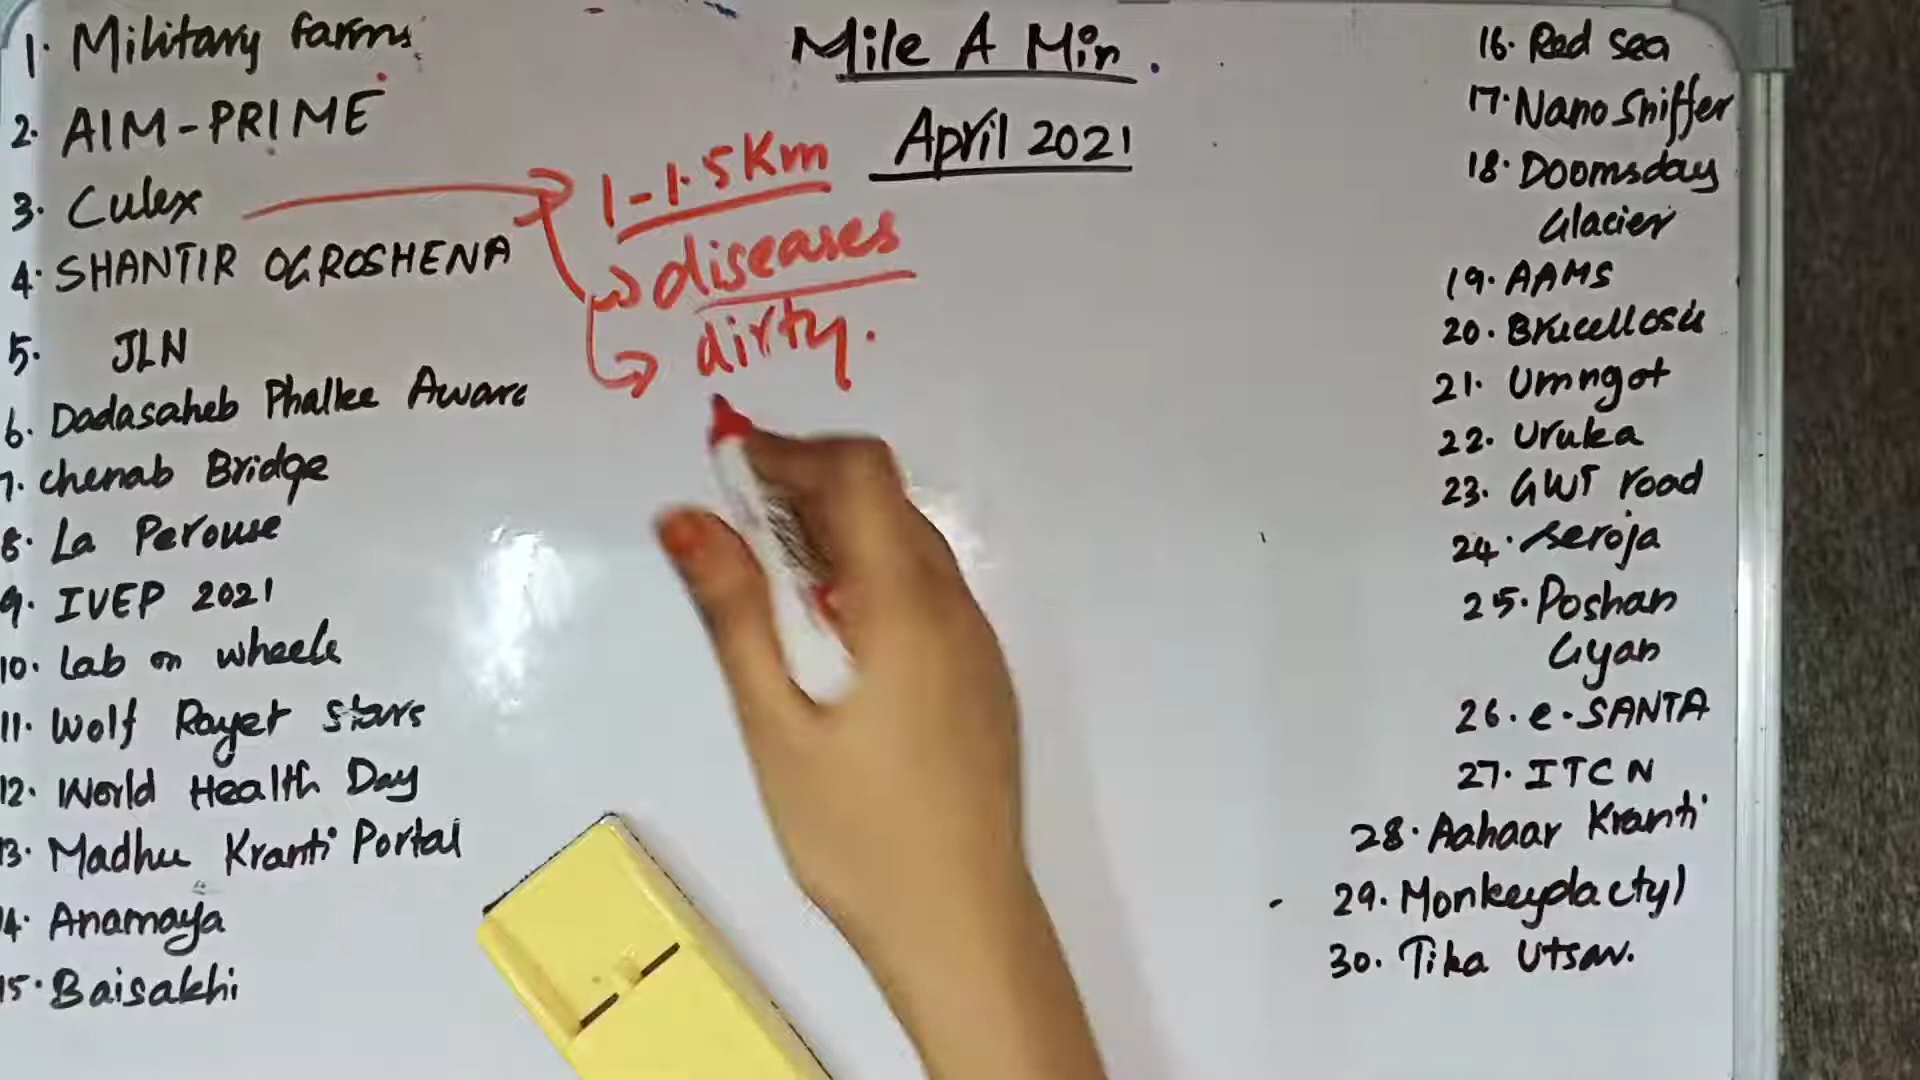 Mile A Min.
April 2021
1. Military farms
2. AIM-PRIME
3. Culex
1-1.5 Km
diseases
dirty.
4. SHANTIR OGROSHENA
5. JLN
6. Dadasaheb Phalke Award
7. Chenab Bridge
8. La Perouse
9. IVEP 2021
10. Lab on wheels
11. Wolf Rayet Stars
12. World Health Day
13. Madhu Kranti Portal
14. Anamaya
15. Baisakhi
16. Red sea
17. Nano Sniffer
18. Doomsday
Glacier
19. AAMS
20. Brucellosis
21. Umngot
22. Uruka
23. GWT road
24. Seroja
25. Poshan
Gyan
26. e-SANTA
27. ITCN
28. Aahaar Kranti
29. Monkeydactyl
30. Tika Utsav.